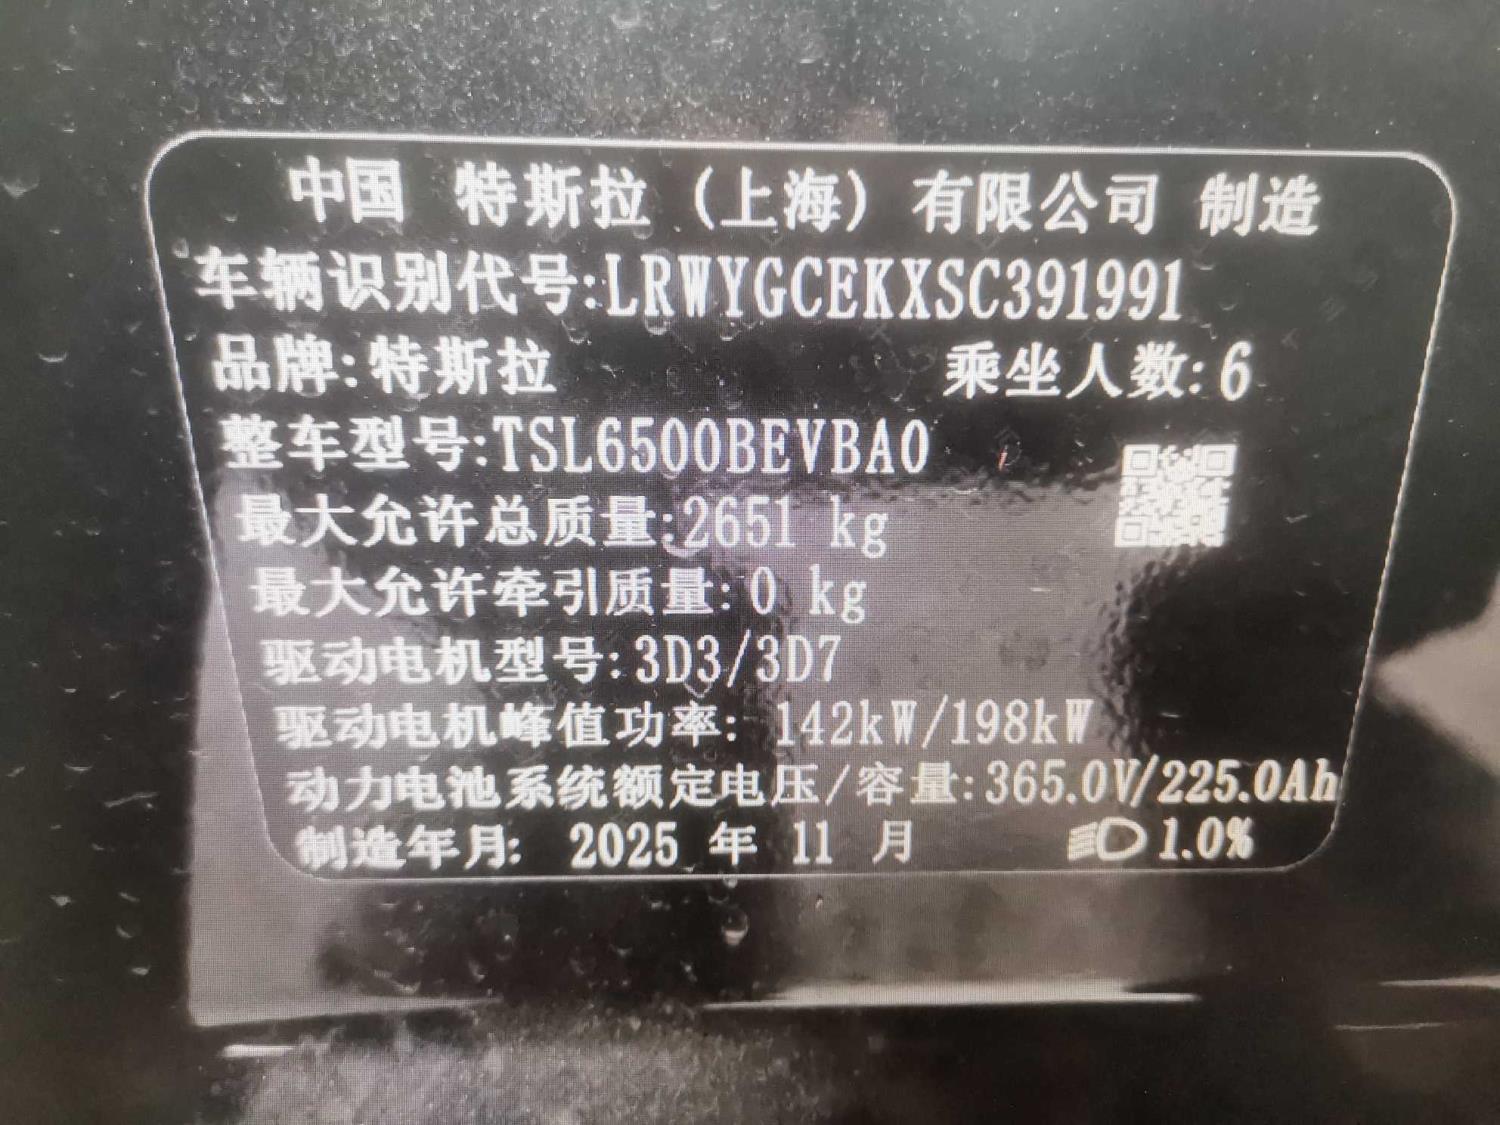 中国 特斯拉 (上海) 有限公司 制造
车辆识别代号:LRWYGCEKXSC391991
品牌:特斯拉 乘坐人数:6
整车型号:TSL6500BEVBA0
最大允许总质量:2651 kg
最大允许牵引质量:0 kg
驱动电机型号:3D3/3D7
驱动电机峰值功率: 142kW/198kW
动力电池系统额定电压/容量:365.0V/225.0Ah
制造年月: 2025 年 11 月 1.0%